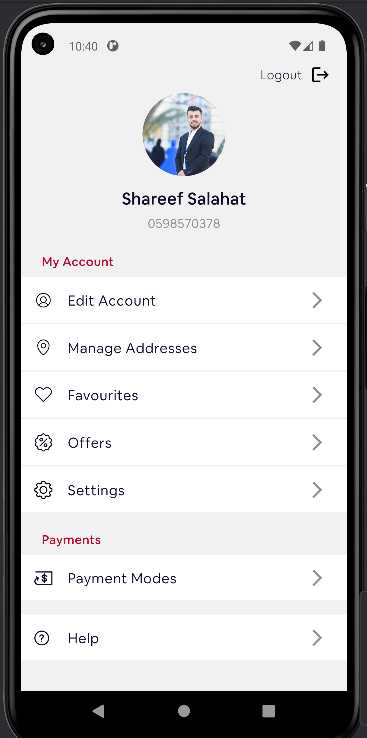 10:40
Logout
Shareef Salahat
0598570378
My Account
Edit Account
Manage Addresses
Favourites
Offers
Settings
Payments
Payment Modes
Help